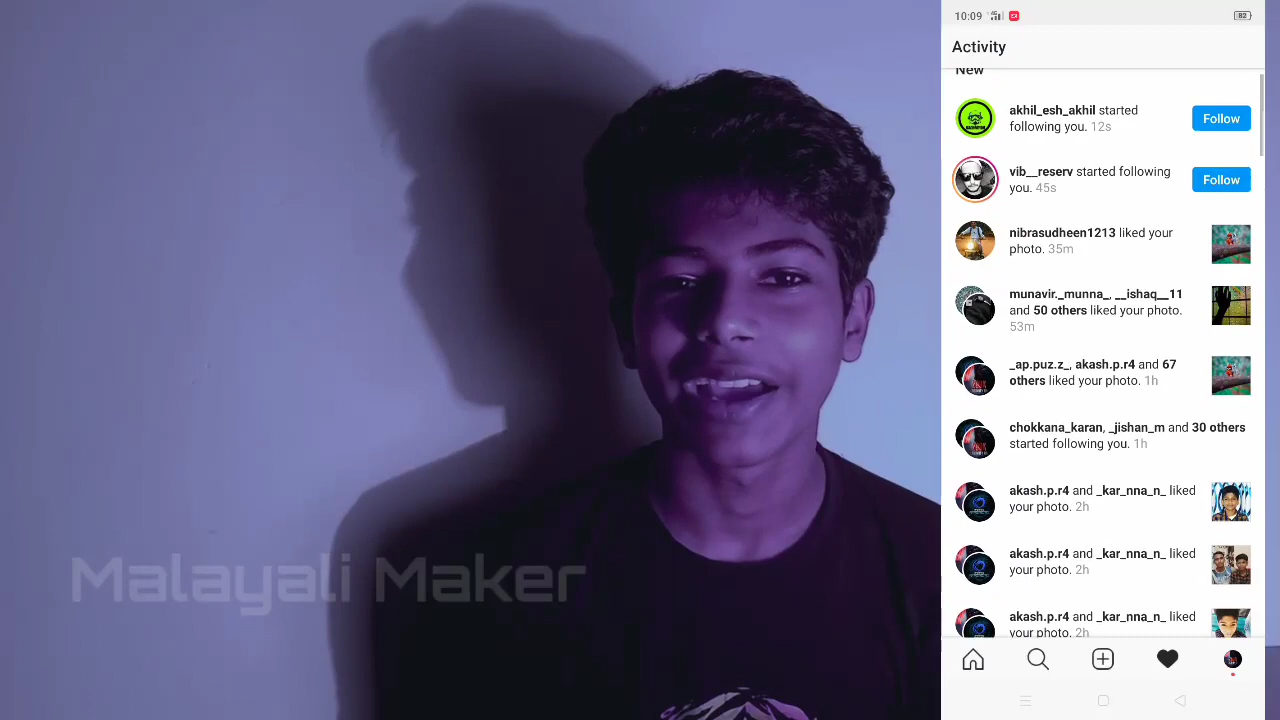 Malayali Maker
10:09
82
Activity
New
akhil_esh_akhil started
following you. 12s
Follow
vib__reserv started following
you. 45s
Follow
nibrasudheen1213 liked your
photo. 35m
munavir._munna_, __ishaq__11
and 50 others liked your photo.
53m
_ap.puz.z_, akash.p.r4 and 67
others liked your photo. 1h
chokkana_karan, _jishan_m and 30 others
started following you. 1h
akash.p.r4 and _kar_nna_n_ liked
your photo. 2h
akash.p.r4 and _kar_nna_n_ liked
your photo. 2h
akash.p.r4 and _kar_nna_n_ liked
your photo. 2h